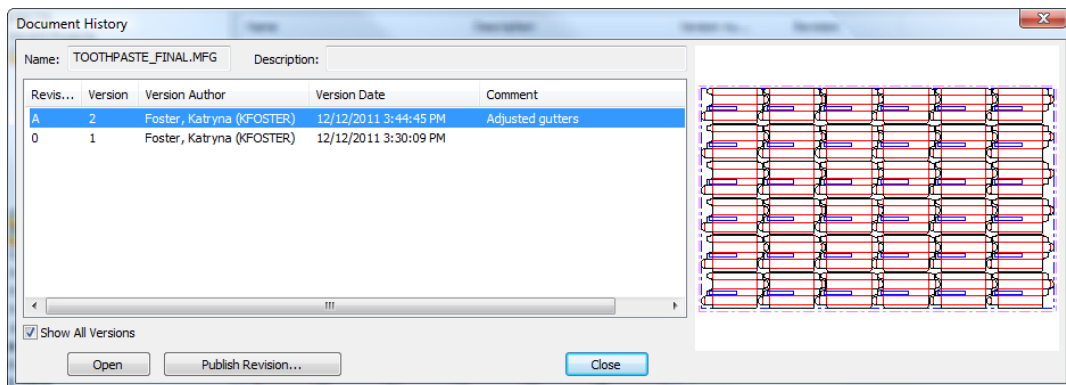 Document History
Name: TOOTHPASTE_FINAL.MFG Description:
Revis... Version Version Author Version Date Comment
A 2 Foster, Katryna (KFOSTER) 12/12/2011 3:44:45 PM Adjusted gutters
0 1 Foster, Katryna (KFOSTER) 12/12/2011 3:30:09 PM
Show All Versions
Open Publish Revision... Close